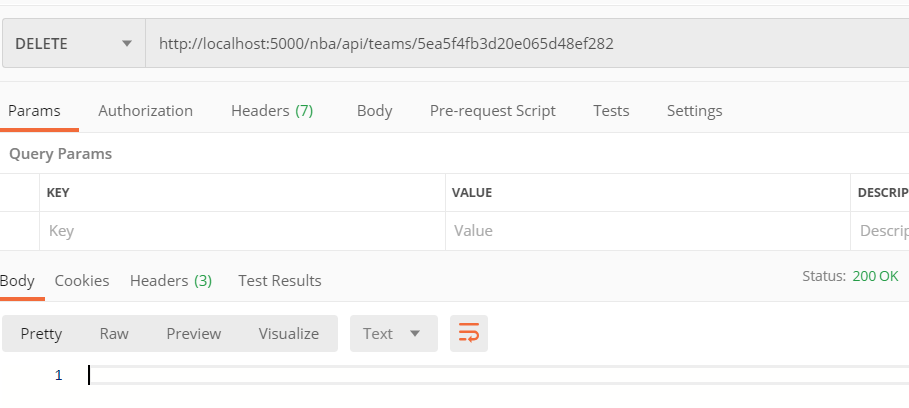 DELETE http://localhost:5000/nba/api/teams/5ea5f4fb3d20e065d48ef282
Params Authorization Headers (7) Body Pre-request Script Tests Settings
Query Params
KEY VALUE DESCRIP
Key Value Descrip
Body Cookies Headers (3) Test Results Status: 200 OK
Pretty Raw Preview Visualize Text
1